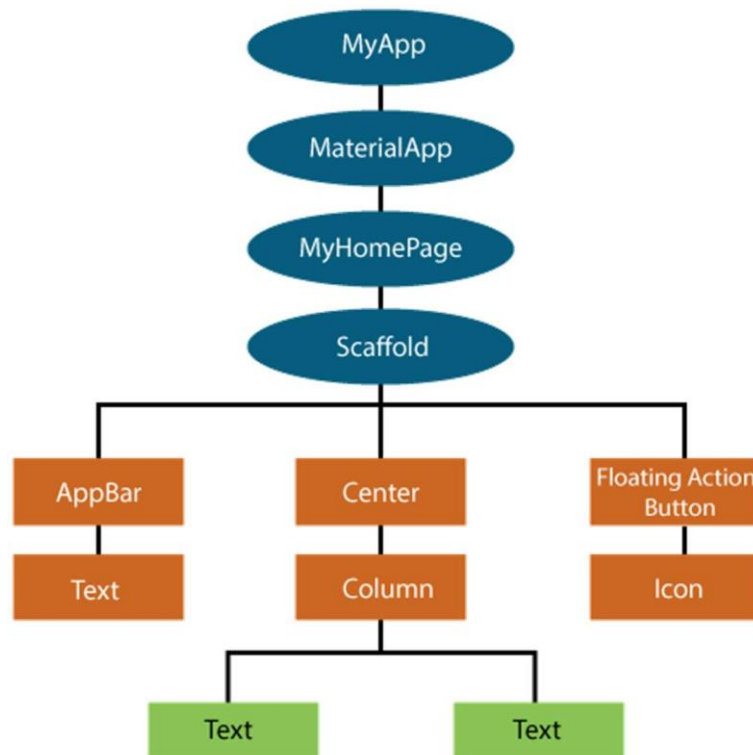 MyApp
MaterialApp
MyHomePage
Scaffold
AppBar
Center
Floating Action
Button
Text
Column
Icon
Text
Text